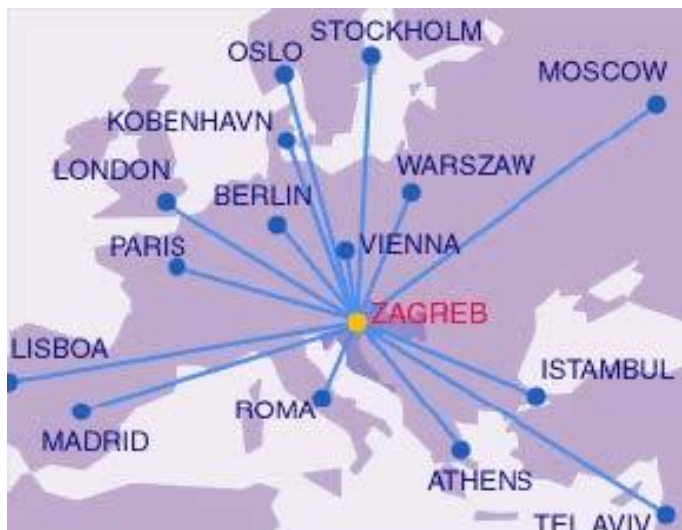 STOCKHOLM
OSLO
MOSCOW
KOBENHAVN
LONDON
WARSZAW
BERLIN
PARIS
VIENNA
ZAGREB
LISBOA
ISTAMBUL
ROMA
MADRID
ATHENS
TEL AVIV